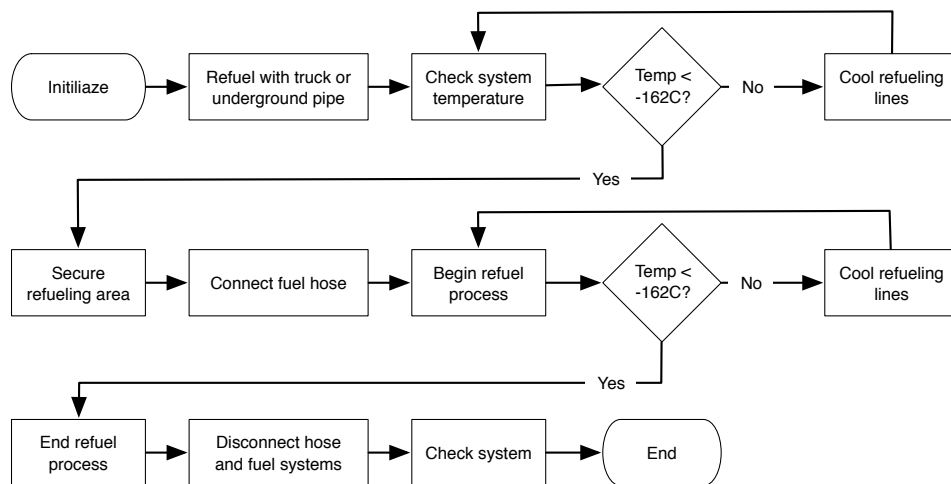 Initiliaze
Refuel with truck or
underground pipe
Check system
temperature
Temp <
-162C?
No
Cool refueling
lines
Yes
Secure
refueling area
Connect fuel hose
Begin refuel
process
Temp <
-162C?
No
Cool refueling
lines
Yes
End refuel
process
Disconnect hose
and fuel systems
Check system
End